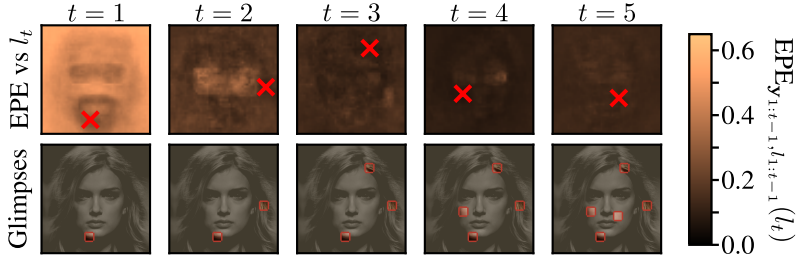 t = 1 t = 2 t = 3 t = 4 t = 5
EPE vs l_t
Glimpses
0.6
0.4
0.2
0.0
EPE_{y_{1:t−1}, l_{1:t−1}}(l_t)